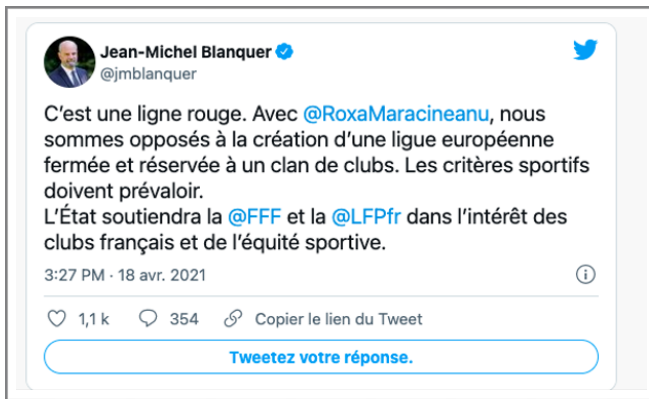 Jean-Michel Blanquer
@jmblanquer
C’est une ligne rouge. Avec @RoxaMaracineanu, nous
sommes opposés à la création d’une ligue européenne
fermée et réservée à un clan de clubs. Les critères sportifs
doivent prévaloir.
L’État soutiendra la @FFF et la @LFPfr dans l’intérêt des
clubs français et de l’équité sportive.
3:27 PM · 18 avr. 2021
1,1 k 354 Copier le lien du Tweet
Tweetez votre réponse.